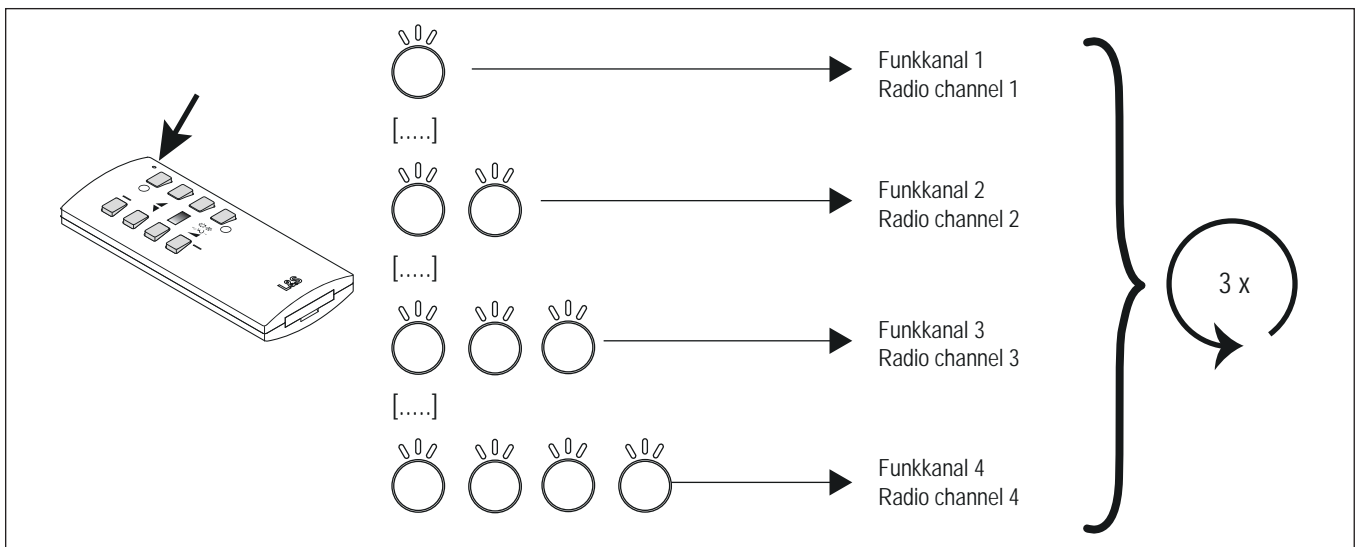 Funkkanal 1
Radio channel 1
[.....]
Funkkanal 2
Radio channel 2
[.....]
Funkkanal 3
Radio channel 3
[.....]
Funkkanal 4
Radio channel 4
3 x